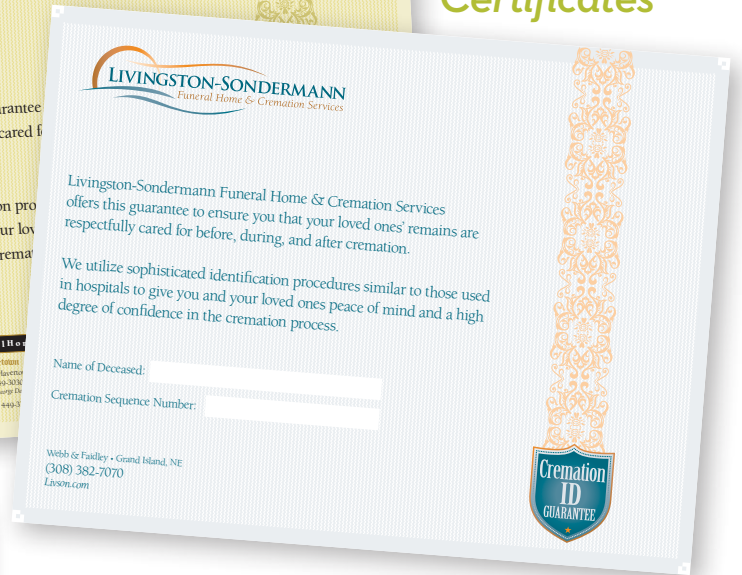 Certificates
LIVINGSTON-SONDERMANN
Funeral Home & Cremation Services
Livingston-Sondermann Funeral Home & Cremation Services
offers this guarantee to ensure you that your loved ones' remains are
respectfully cared for before, during, and after cremation.
We utilize sophisticated identification procedures similar to those used
in hospitals to give you and your loved ones peace of mind and a high
degree of confidence in the cremation process.
Name of Deceased:
Cremation Sequence Number:
Webb & Faidley • Grand Island, NE
(308) 382-7070
Livson.com
Cremation
ID
GUARANTEE